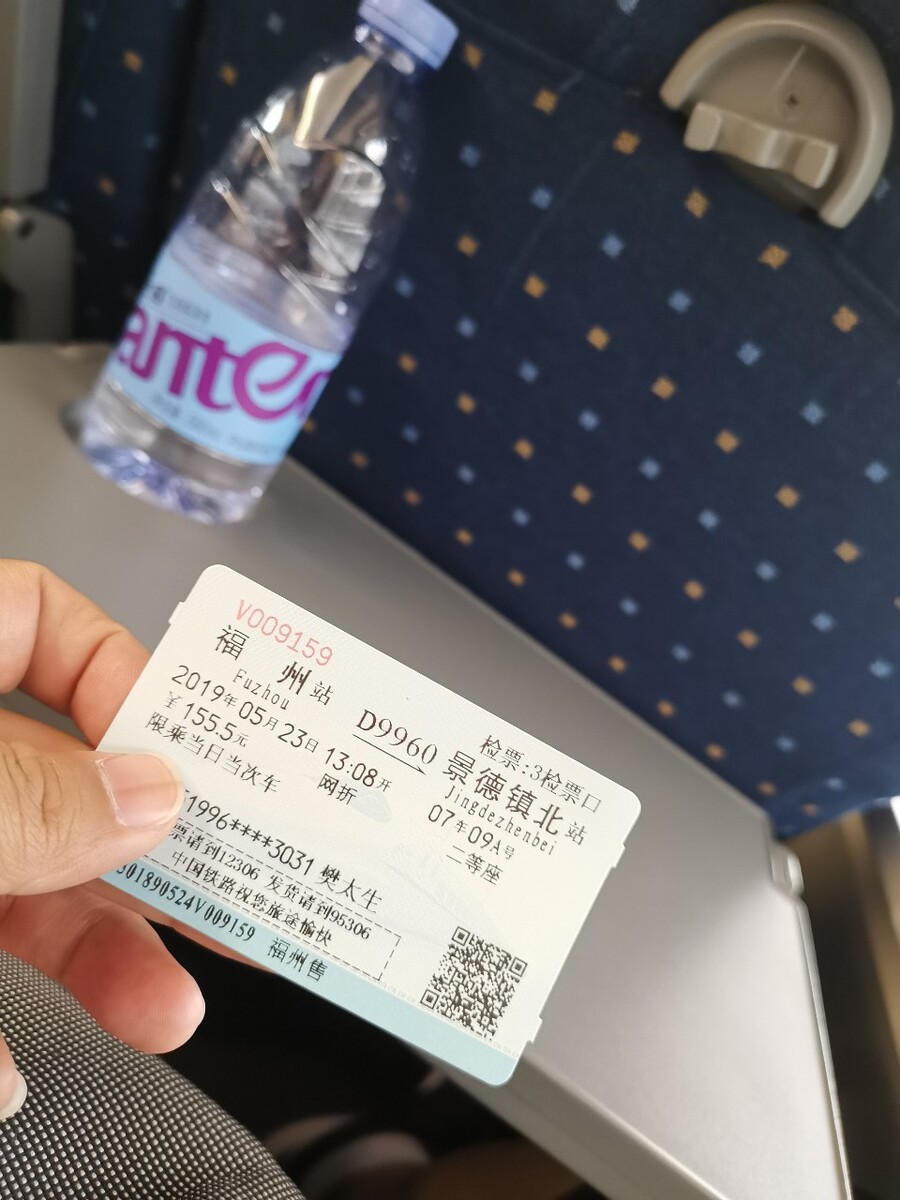 ante
V009159
检票:3检票口
福州站
D9960
景德镇北站
Fuzhou
Jingdezhenbei
2019年05月23日 13:08开
07车09A号
￥155.5元
网折
二等座
限乘当日当次车
1996****3031 樊太生
票请到12306 发货请到95306
中国铁路祝您旅途愉快
301890524V009159 福州售